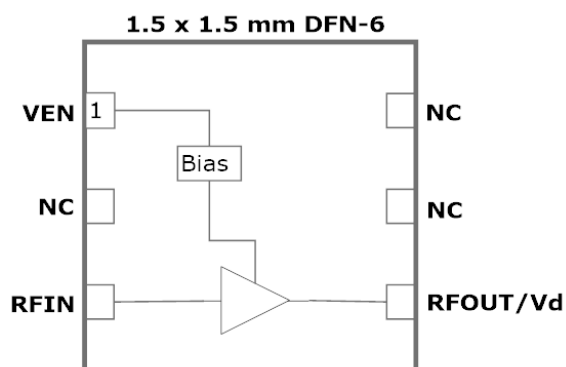 1.5 x 1.5 mm DFN-6
VEN 1 NC
Bias
NC NC
RFIN RFOUT/Vd